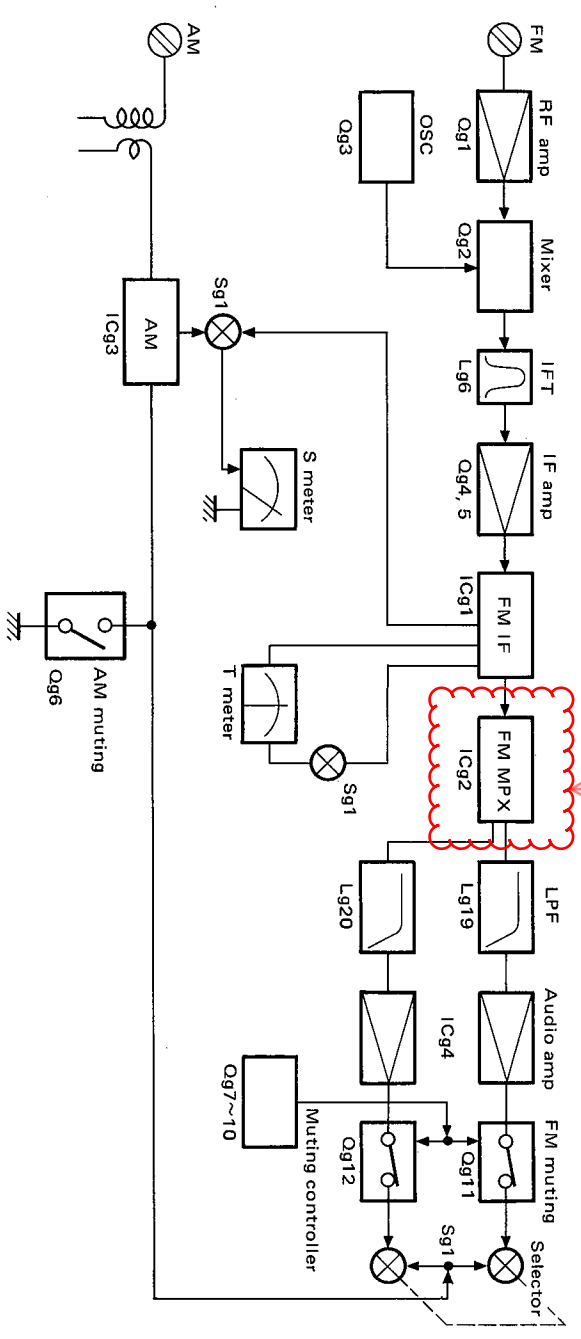 FM
RF amp
Qg1
OSC
Qg3
Mixer
Qg2
IFT
Lg6
IF amp
Qg4, 5
FM IF
ICg1
FM MPX
ICg2
LPF
Lg19
Lg20
Audio amp
ICg4
FM muting
Qg11
Qg12
Muting controller
Qg7~10
Selector
Sg1
AM
AM
ICg3
Sg1
S meter
T meter
Sg1
AM muting
Qg6